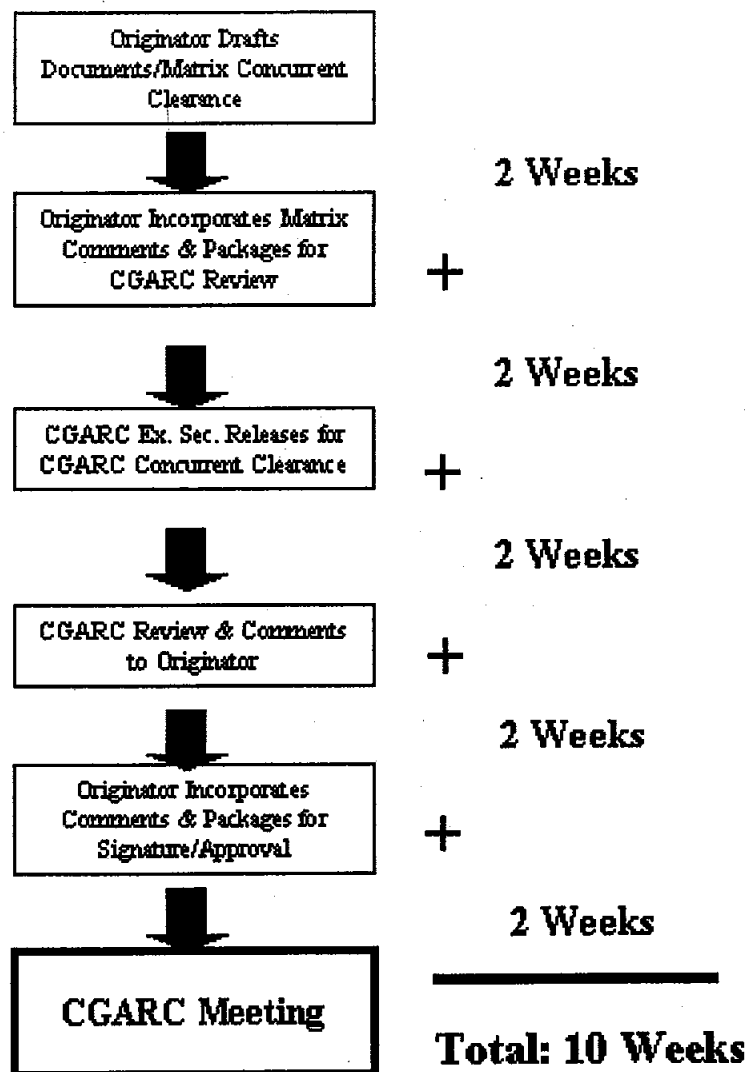 Originator Drafts
Documents/Matrix Concurrent
Clearance
2 Weeks
Originator Incorporates Matrix
Comments & Packages for
CGARC Review
+
2 Weeks
CGARC Ex. Sec. Releases for
CGARC Concurrent Clearance
+
2 Weeks
CGARC Review & Comments
to Originator
+
2 Weeks
Originator Incorporates
Comments & Packages for
Signature/Approval
+
2 Weeks
CGARC Meeting
Total: 10 Weeks